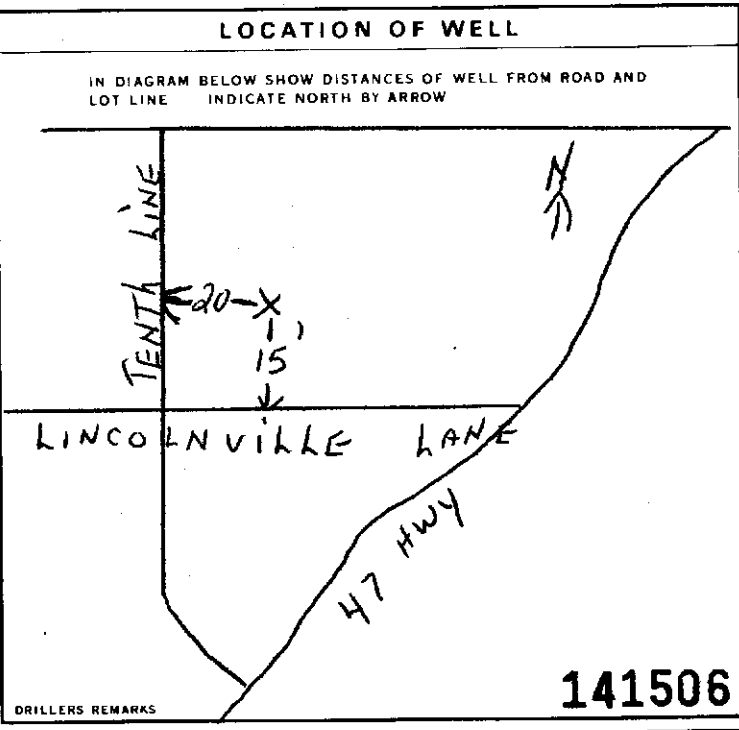 LOCATION OF WELL
IN DIAGRAM BELOW SHOW DISTANCES OF WELL FROM ROAD AND
LOT LINE INDICATE NORTH BY ARROW
N
TENTH LINE
20 X
15'
LINCOLNVILLE LANE
47 HWY
DRILLERS REMARKS
141506